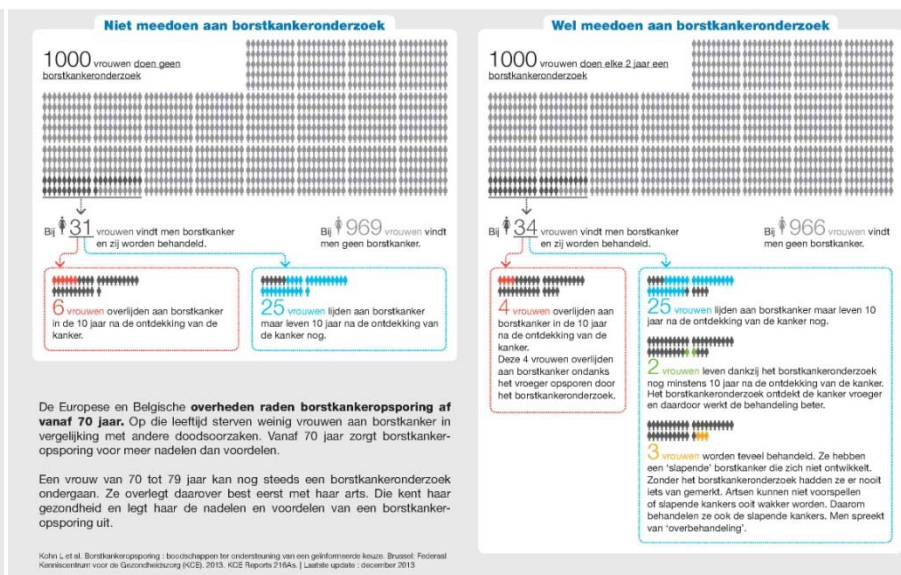 Niet meedoen aan borstkankeronderzoek
1000 vrouwen doen geen
borstkankeronderzoek
Bij 31 vrouwen vindt men borstkanker
en zij worden behandeld.
Bij 969 vrouwen vindt
men geen borstkanker.
6 vrouwen overlijden aan borstkanker
in de 10 jaar na de ontdekking van de
kanker.
25 vrouwen lijden aan borstkanker
maar leven 10 jaar na de ontdekking van
de kanker nog.
De Europese en Belgische overheden raden borstkankeropsporing af
vanaf 70 jaar. Op die leeftijd sterven weinig vrouwen aan borstkanker in
vergelijking met andere doodsoorzaken. Vanaf 70 jaar zorgt borstkanker-
opsporing voor meer nadelen dan voordelen.
Een vrouw van 70 tot 79 jaar kan nog steeds een borstkankeronderzoek
ondergaan. Ze overlegt daarover best eerst met haar arts. Die kent haar
gezondheid en legt haar de nadelen en voordelen van een borstkanker-
opsporing uit.
Kohn L et al. Borstkankeropsporing : boodschappen ter ondersteuning van een geïnformeerde keuze. Brussel: Federaal
Kenniscentrum voor de Gezondheidszorg (KCE). 2013. KCE Reports 216As. | Laatste update : december 2013
Wel meedoen aan borstkankeronderzoek
1000 vrouwen doen elke 2 jaar een
borstkankeronderzoek
Bij 34 vrouwen vindt men borstkanker
en zij worden behandeld.
Bij 966 vrouwen vindt
men geen borstkanker.
4 vrouwen overlijden aan
borstkanker in de 10 jaar
na de ontdekking van de
kanker.
Deze 4 vrouwen overlijden
aan borstkanker ondanks
het vroeger opsporen door
het borstkankeronderzoek.
25 vrouwen lijden aan borstkanker maar leven 10
jaar na de ontdekking van de kanker nog.
2 vrouwen leven dankzij het borstkankeronderzoek
nog minstens 10 jaar na de ontdekking van de kanker.
Het borstkankeronderzoek ontdekt de kanker vroeger
en daardoor werkt de behandeling beter.
3 vrouwen worden teveel behandeld. Ze hebben
een 'slapende' borstkanker die zich niet ontwikkelt.
Zonder het borstkankeronderzoek hadden ze er nooit
iets van gemerkt. Artsen kunnen niet voorspellen
of slapende kankers ooit wakker worden. Daarom
behandelen ze ook de slapende kankers. Men spreekt
van 'overbehandeling'.